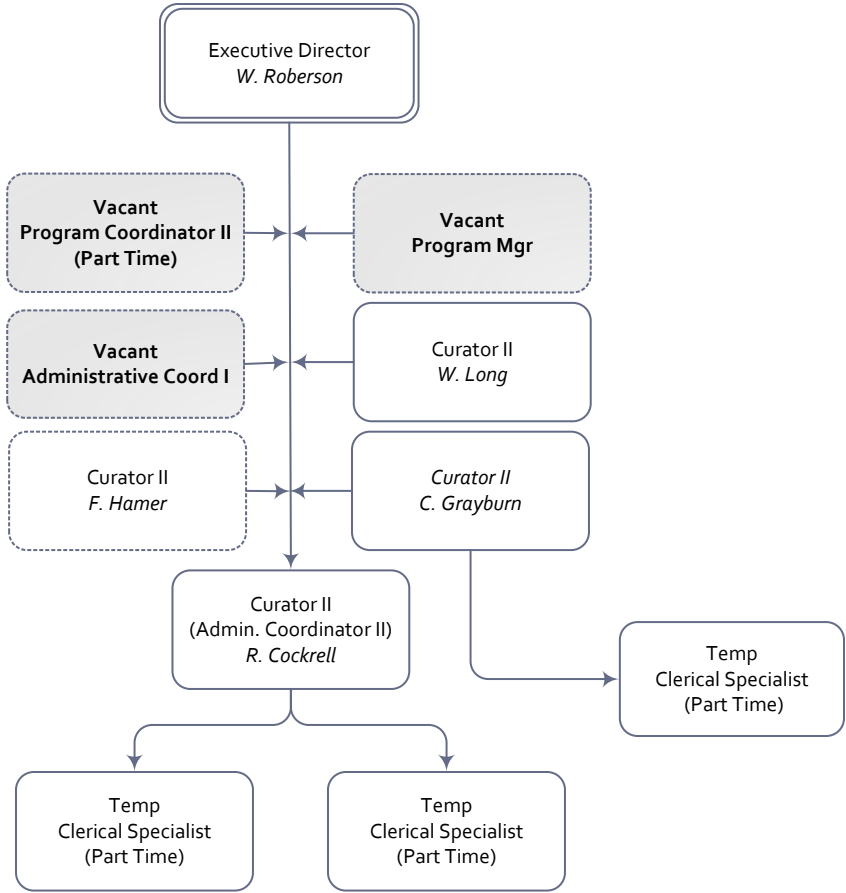 Executive Director
W. Roberson
Vacant
Program Coordinator II
(Part Time)
Vacant
Program Mgr
Vacant
Administrative Coord I
Curator II
W. Long
Curator II
F. Hamer
Curator II
C. Grayburn
Curator II
(Admin. Coordinator II)
R. Cockrell
Temp
Clerical Specialist
(Part Time)
Temp
Clerical Specialist
(Part Time)
Temp
Clerical Specialist
(Part Time)